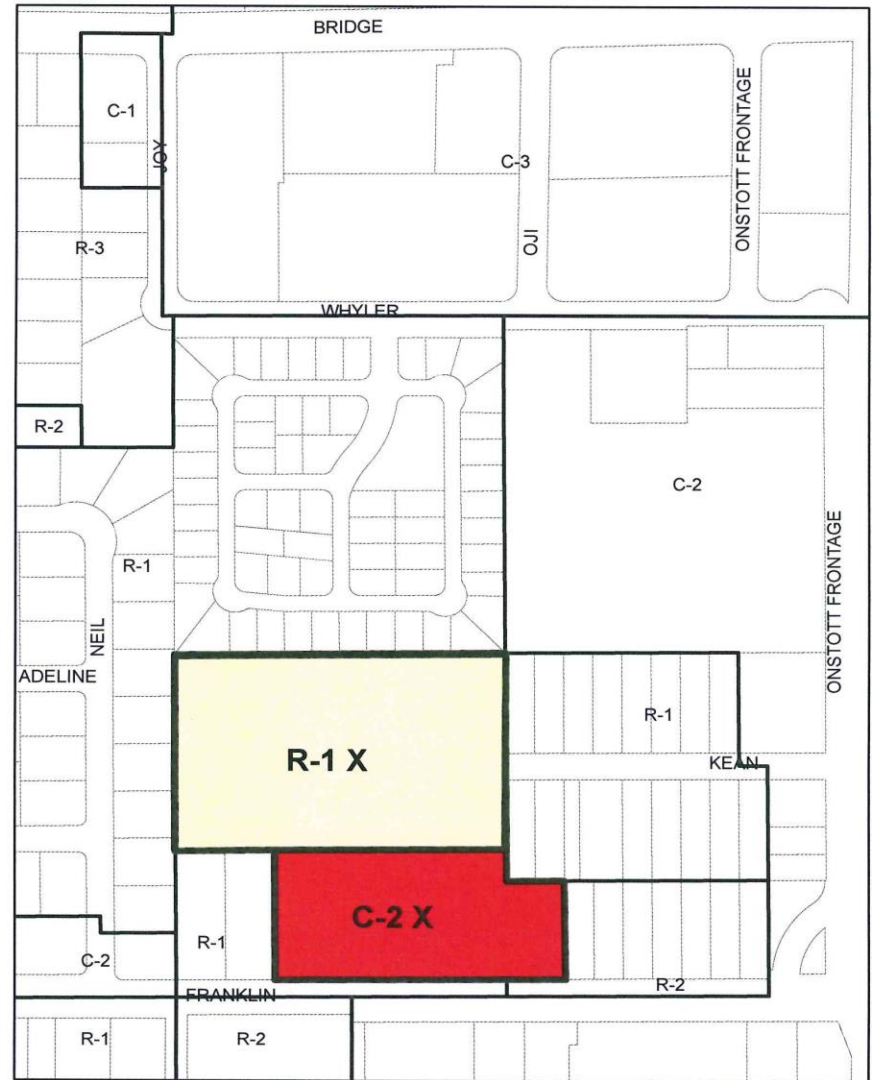 BRIDGE
C-1
JOY
C-3
ONSTOTT FRONTAGE
R-3
OJI
WHYLER
R-2
C-2
R-1
NEIL
ONSTOTT FRONTAGE
ADELINE
R-1
R-1 X
KEAN
C-2 X
R-1
C-2
R-2
FRANKLIN
R-1
R-2